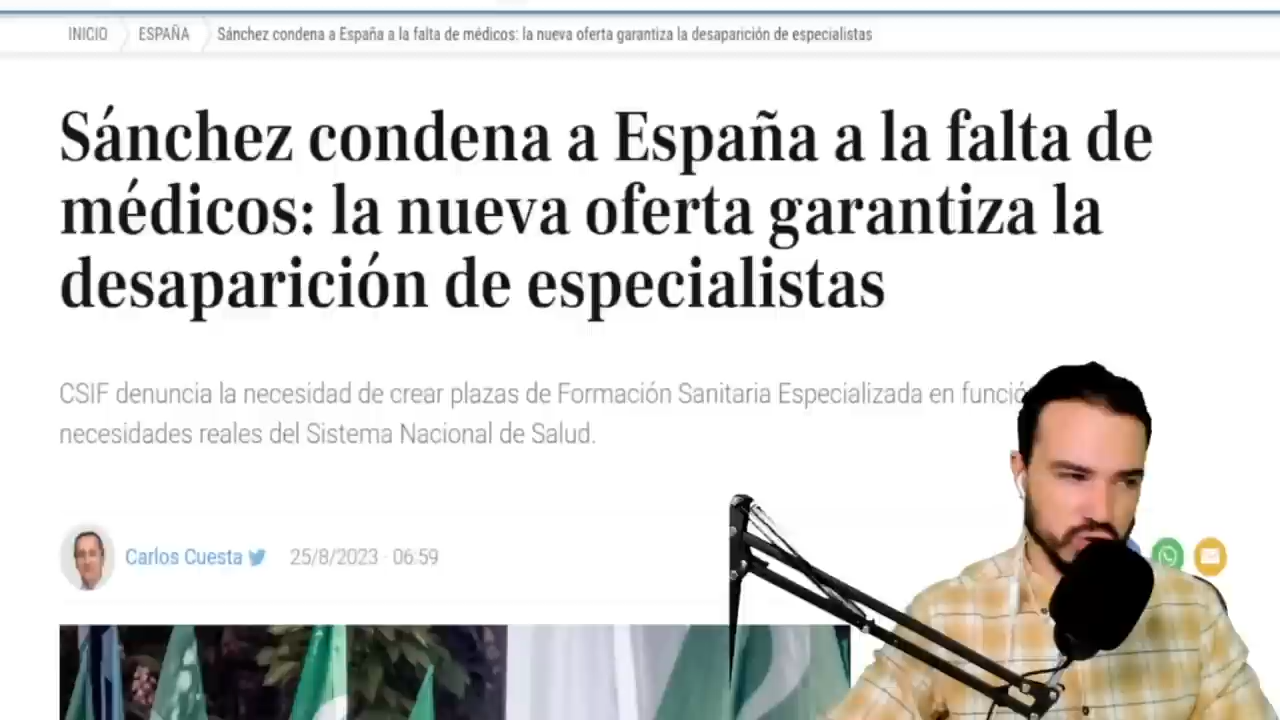 INICIO ESPAÑA Sánchez condena a España a la falta de médicos: la nueva oferta garantiza la desaparición de especialistas
Sánchez condena a España a la falta de
médicos: la nueva oferta garantiza la
desaparición de especialistas
CSIF denuncia la necesidad de crear plazas de Formación Sanitaria Especializada en
necesidades reales del Sistema Nacional de Salud.
Carlos Cuesta 25/8/2023 · 06:59